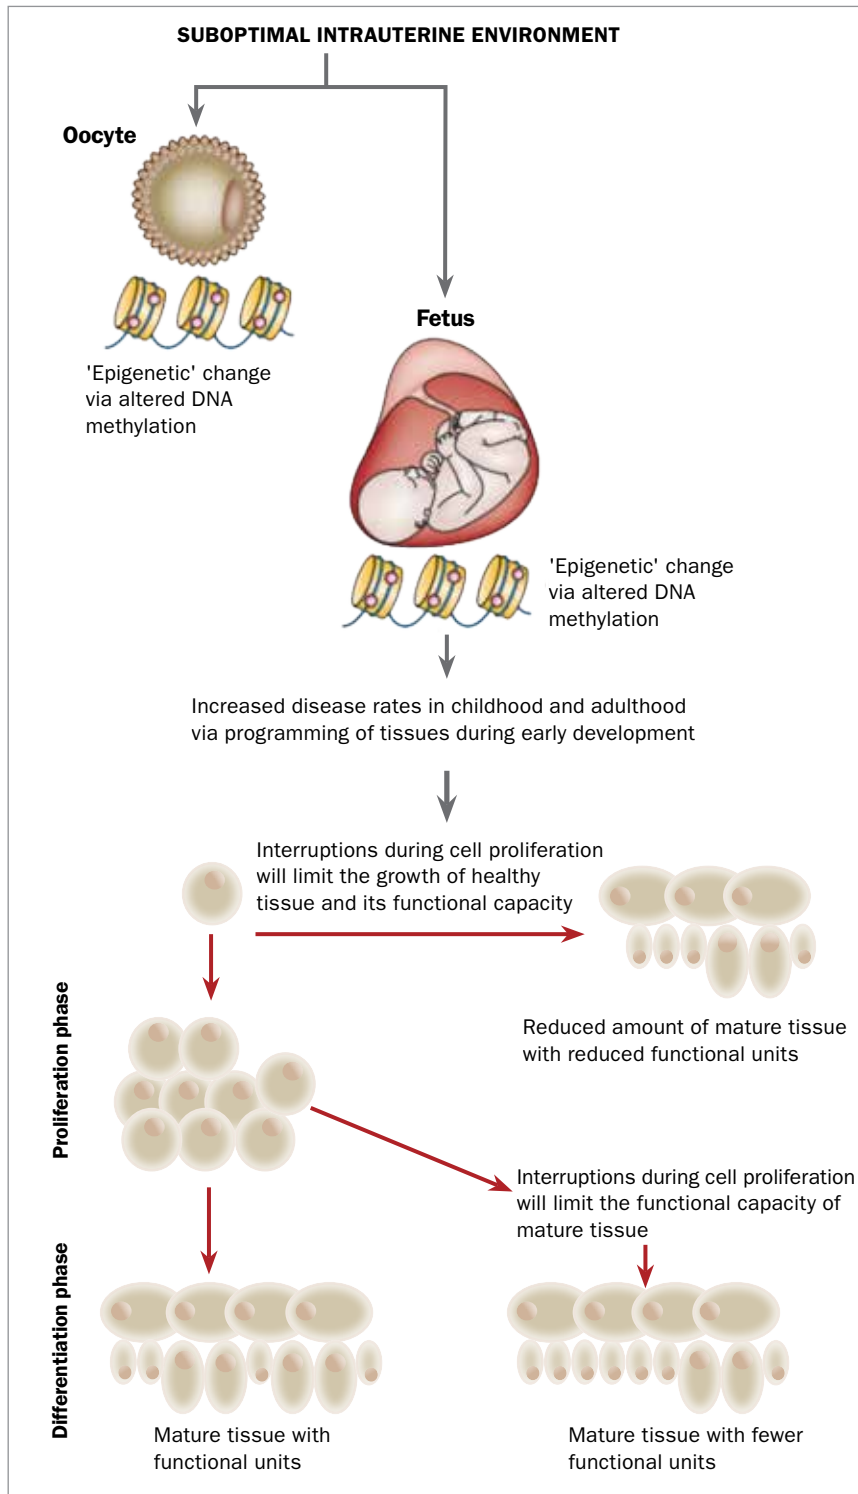 SUBOPTIMAL INTRAUTERINE ENVIRONMENT
Oocyte
'Epigenetic' change
via altered DNA
methylation
Fetus
'Epigenetic' change
via altered DNA
methylation
Increased disease rates in childhood and adulthood
via programming of tissues during early development
Interruptions during cell proliferation
will limit the growth of healthy
tissue and its functional capacity
Reduced amount of mature tissue
with reduced functional units
Proliferation phase
Interruptions during cell proliferation
will limit the functional capacity of
mature tissue
Differentiation phase
Mature tissue with
functional units
Mature tissue with fewer
functional units